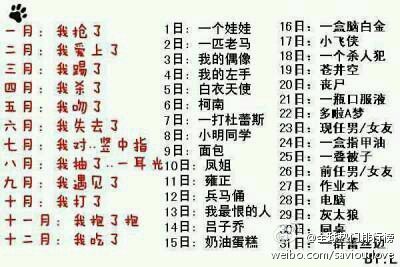 一月：我抢了
二月：我爱上了
三月：我踢了
四月：我杀了
五月：我吻了
六月：我失去了
七月：我对..竖中指
八月：我抽了..一耳光
九月：我遇见了
十月：我打了
十一月：我抱了抱
十二月：我吃了
1日：一个娃娃
2日：一匹老马
3日：我的偶像
4日：我的左手
5日：白衣天使
6日：柯南
7日：一打杜蕾斯
8日：小明同学
9日：面包
10日：凤姐
11日：雍正
12日：兵马俑
13日：我最恨的人
14日：吕子乔
15日：奶油蛋糕
16日：一盒脑白金
17日：小飞侠
18日：一个杀人犯
19日：苍井空
20日：丧尸
21日：一瓶口服液
22日：多啦A梦
23日：现任男/女友
24日：一盒指甲油
25日：一叠被子
26日：前任男/女友
27日：作业本
28日：电脑
29日：灰太狼
30日：同桌
31日：一群
@全球热门排行榜
weibo.com/saviourlove